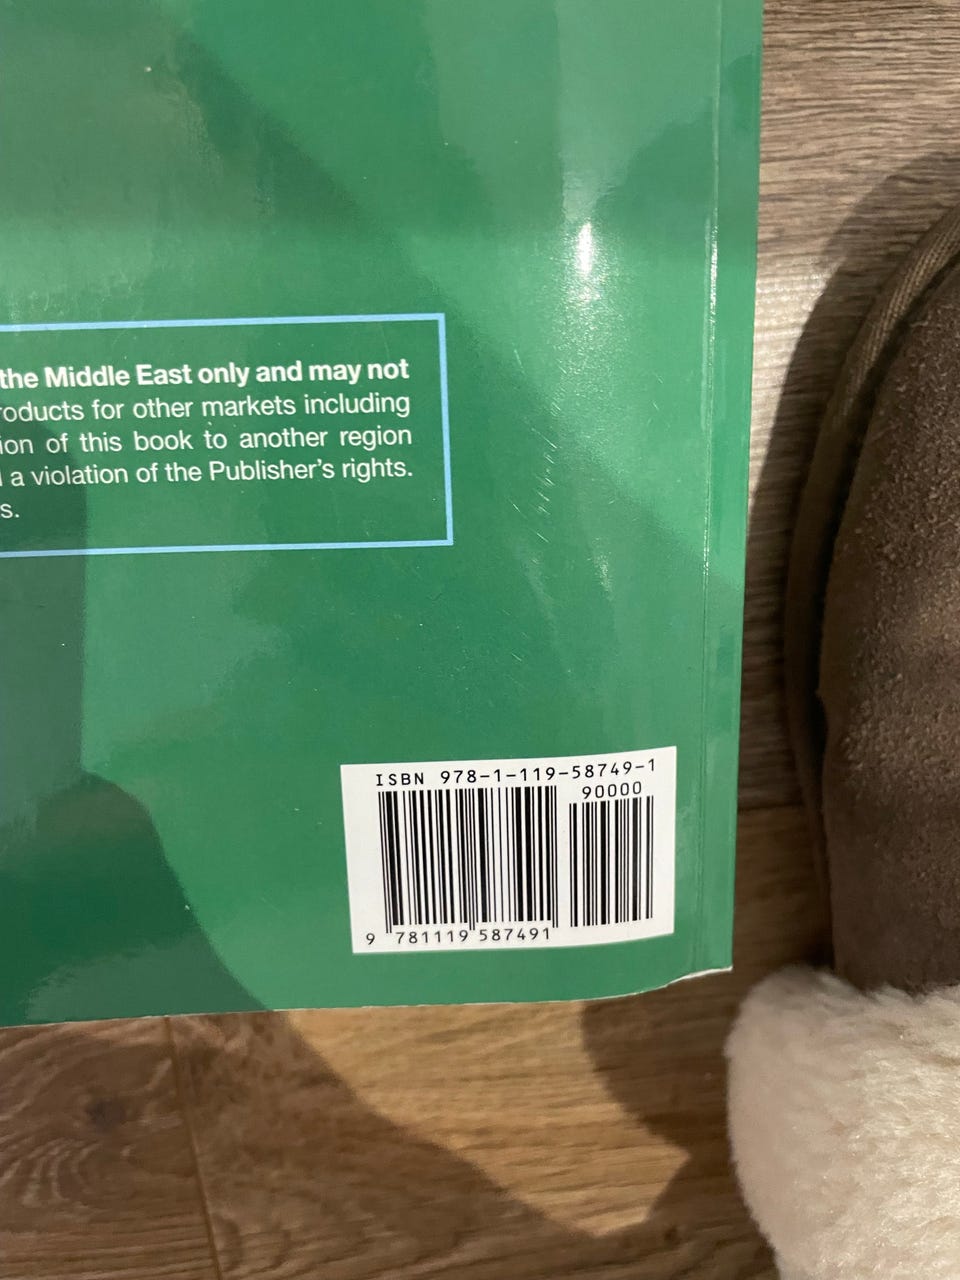 the Middle East only and may not
roducts for other markets including
ion of this book to another region
a violation of the Publisher's rights.
s.
ISBN 978-1-119-58749-1
90000
9 781119 587491